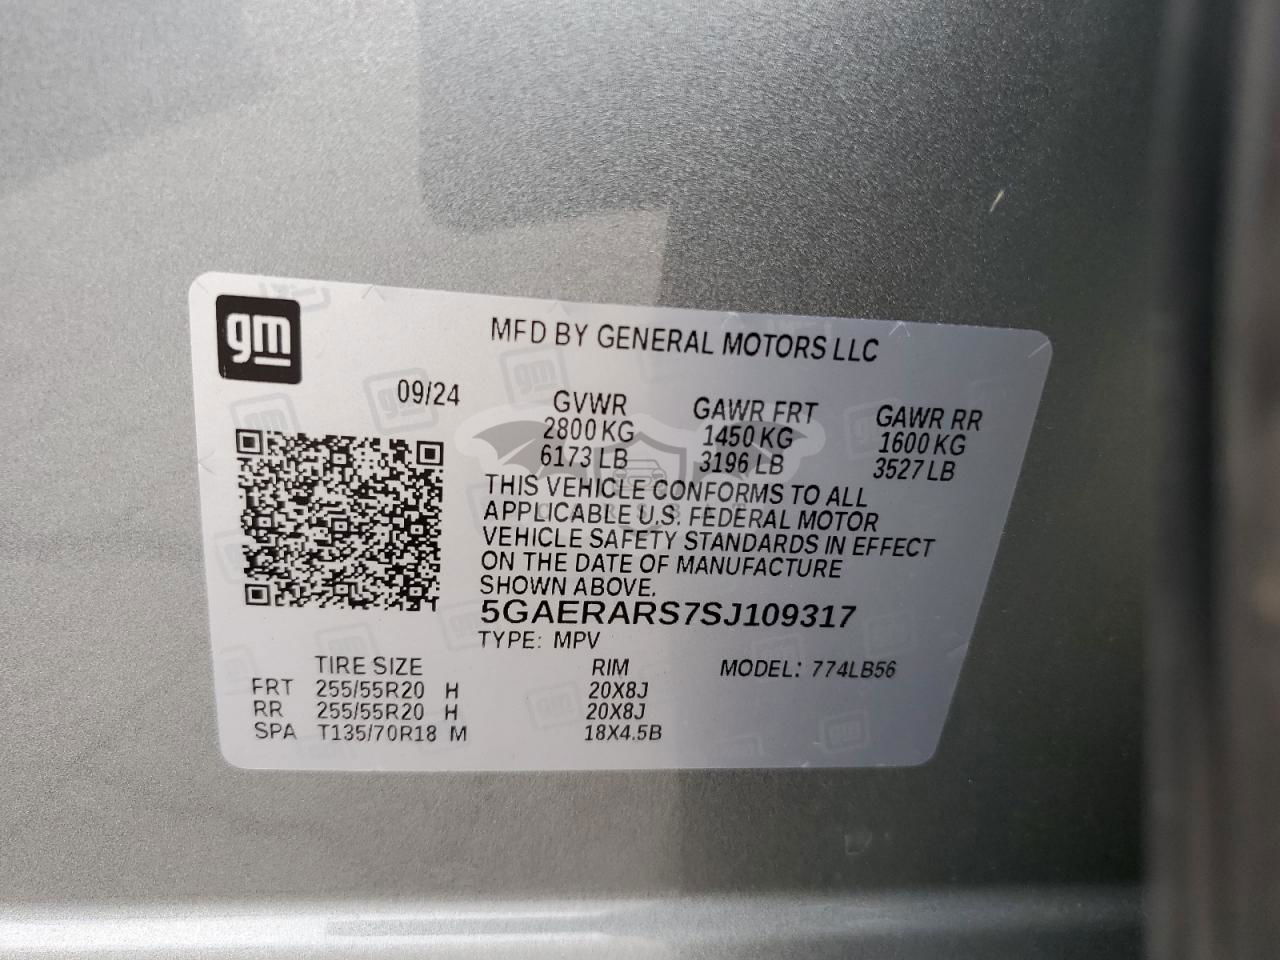 gm
MFD BY GENERAL MOTORS LLC
09/24
GVWR GAWR FRT GAWR RR
2800 KG 1450 KG 1600 KG
6173 LB 3196 LB 3527 LB
THIS VEHICLE CONFORMS TO ALL
APPLICABLE U.S. FEDERAL MOTOR
VEHICLE SAFETY STANDARDS IN EFFECT
ON THE DATE OF MANUFACTURE
SHOWN ABOVE.
5GAERARS7SJ109317
TYPE: MPV
TIRE SIZE RIM MODEL: 774LB56
FRT 255/55R20 H 20X8J
RR 255/55R20 H 20X8J
SPA T135/70R18 M 18X4.5B